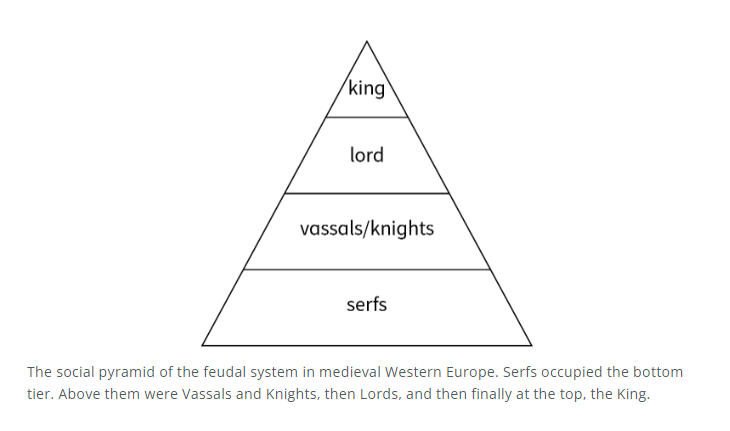 king
lord
vassals/knights
serfs
The social pyramid of the feudal system in medieval Western Europe. Serfs occupied the bottom
tier. Above them were Vassals and Knights, then Lords, and then finally at the top, the King.